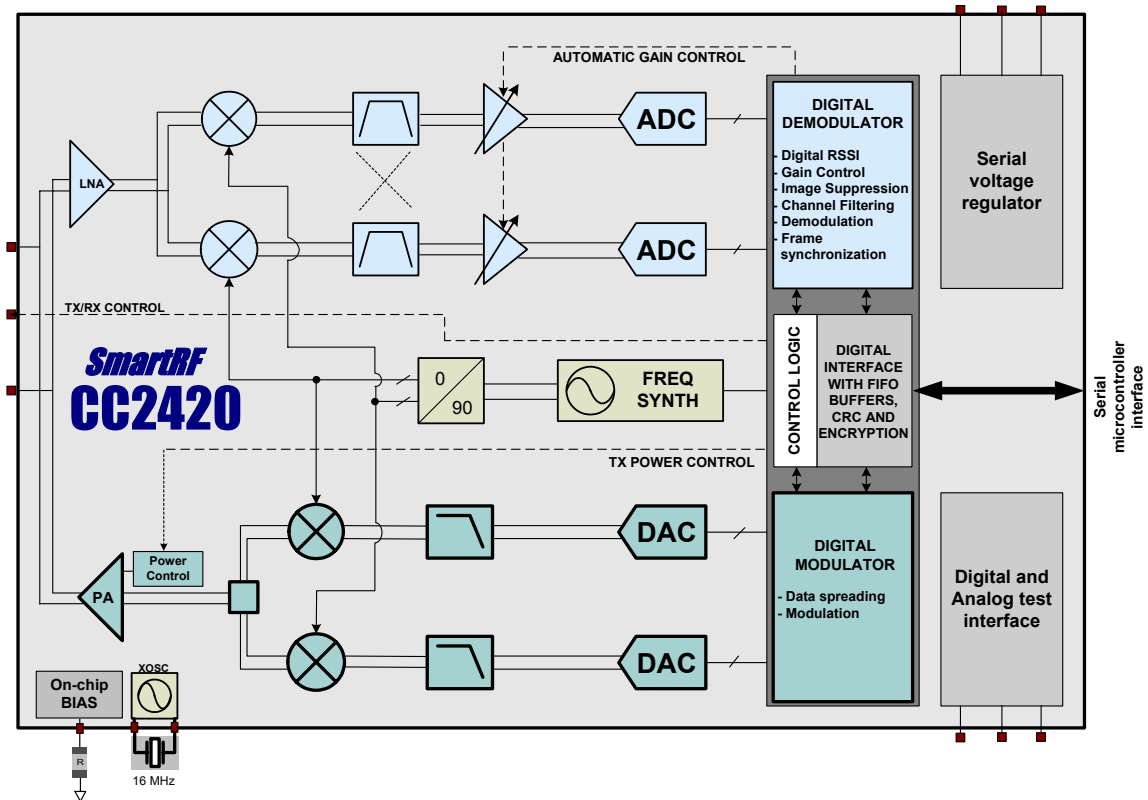 AUTOMATIC GAIN CONTROL
LNA
ADC
ADC
DIGITAL
DEMODULATOR
- Digital RSSI
- Gain Control
- Image Suppression
- Channel Filtering
- Demodulation
- Frame
synchronization
Serial
voltage
regulator
TX/RX CONTROL
SmartRF
CC2420
0
90
FREQ
SYNTH
CONTROL LOGIC
DIGITAL
INTERFACE
WITH FIFO
BUFFERS,
CRC AND
ENCRYPTION
Serial
microcontroller
interface
TX POWER CONTROL
Power
Control
PA
DAC
DAC
DIGITAL
MODULATOR
- Data spreading
- Modulation
Digital and
Analog test
interface
On-chip
BIAS
XOSC
R
16 MHz